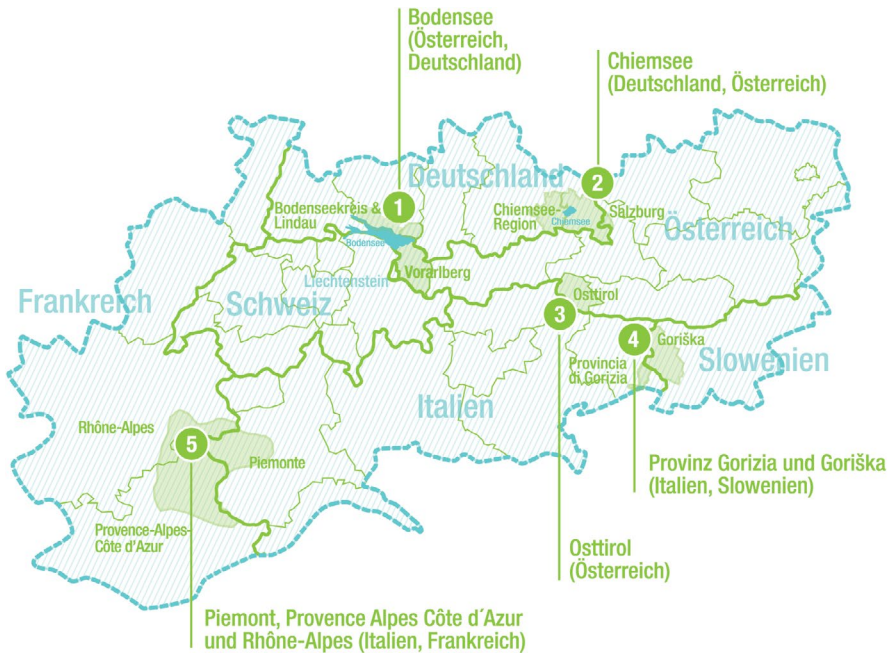 Bodensee
(Österreich,
Deutschland)
Chiemsee
(Deutschland, Österreich)
Deutschland
2
1
Bodenseekreis &
Lindau
Chiemsee-
Region
Chiemsee
Salzburg
Österreich
Bodensee
Liechtenstein
Vorarlberg
Frankreich
Schweiz
Osttirol
3
4
Goriška
Slowenien
Provincia
di Gorizia
Italien
Rhône-Alpes
5
Piemonte
Provinz Gorizia und Goriška
(Italien, Slowenien)
Provence-Alpes-
Côte d'Azur
Osttirol
(Österreich)
Piemont, Provence Alpes Côte d´Azur
und Rhône-Alpes (Italien, Frankreich)